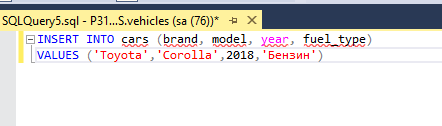 SQLQuery5.sql - P31...S.vehicles (sa (76))*
INSERT INTO cars (brand, model, year, fuel_type)
VALUES ('Toyota','Corolla',2018,'Бензин')